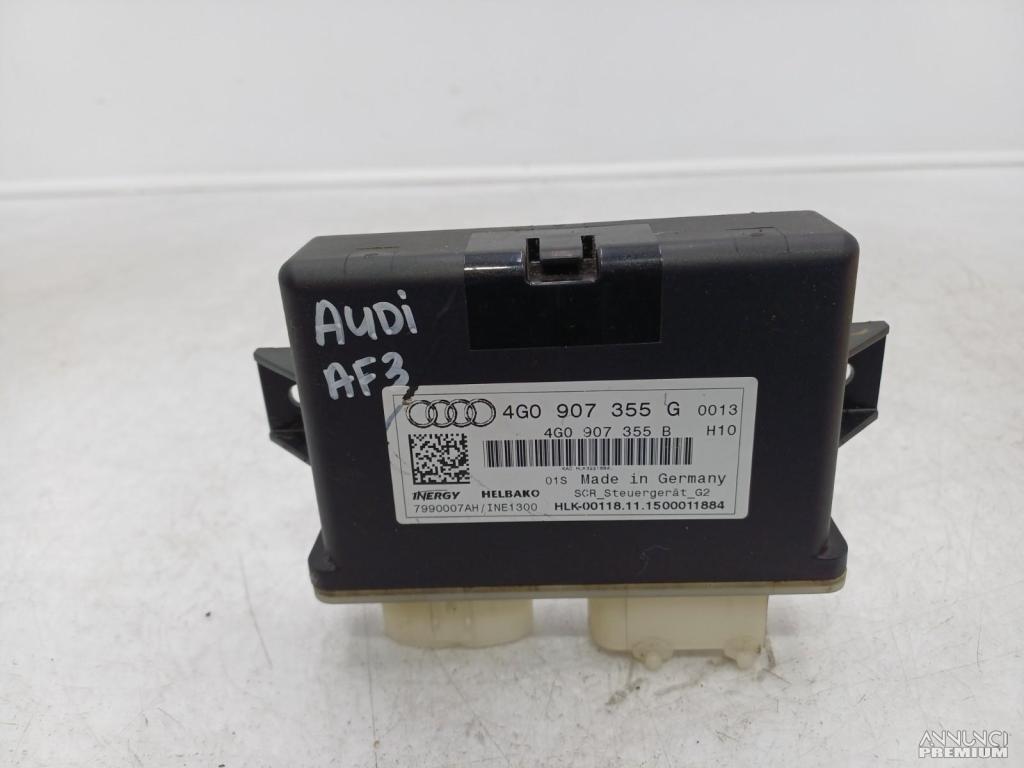 AUDi
AF3
4G0 907 355 G 0013
4G0 907 355 B H10
01S Made in Germany
INERGY HELBAKO SCR_Steuergerät_G2
7990007AH/INE1300 HLK-00118.11.1500011884
ANNUNCI
PREMIUM